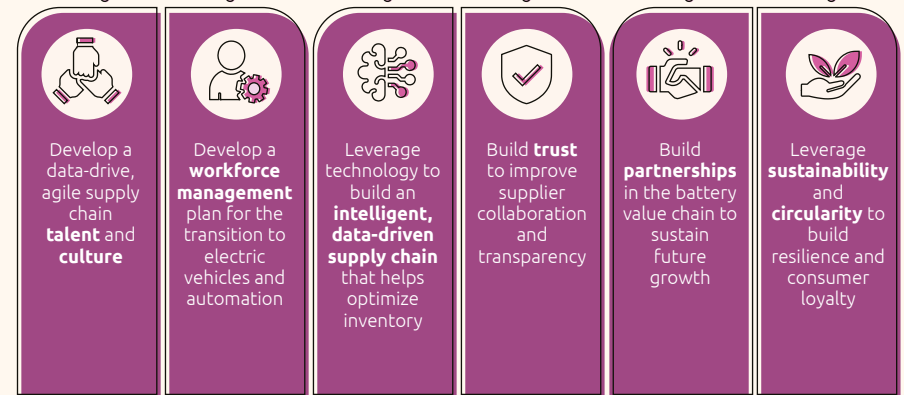 Develop a
data-drive,
agile supply
chain
talent and
culture
Develop a
workforce
management
plan for the
transition to
electric
vehicles and
automation
Leverage
technology to
build an
intelligent,
data-driven
supply chain
that helps
optimize
inventory
Build trust
to improve
supplier
collaboration
and
transparency
Build
partnerships
in the battery
value chain to
sustain
future
growth
Leverage
sustainability
and
circularity to
build
resilience and
consumer
loyalty